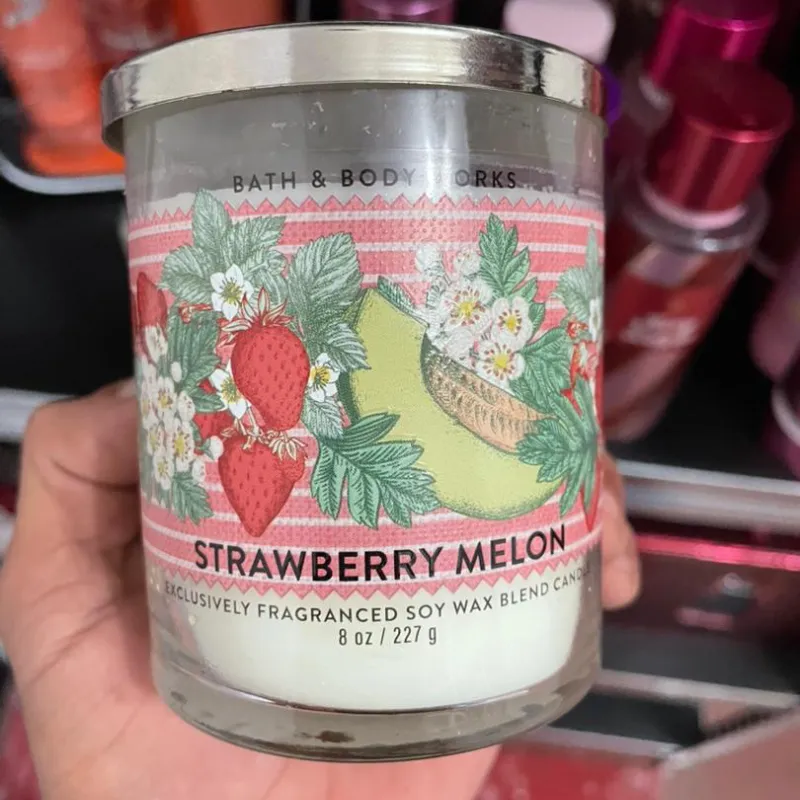 BATH & BODY WORKS
STRAWBERRY MELON
EXCLUSIVELY FRAGRANCED SOY WAX BLEND CANDLE
8 oz / 227 g